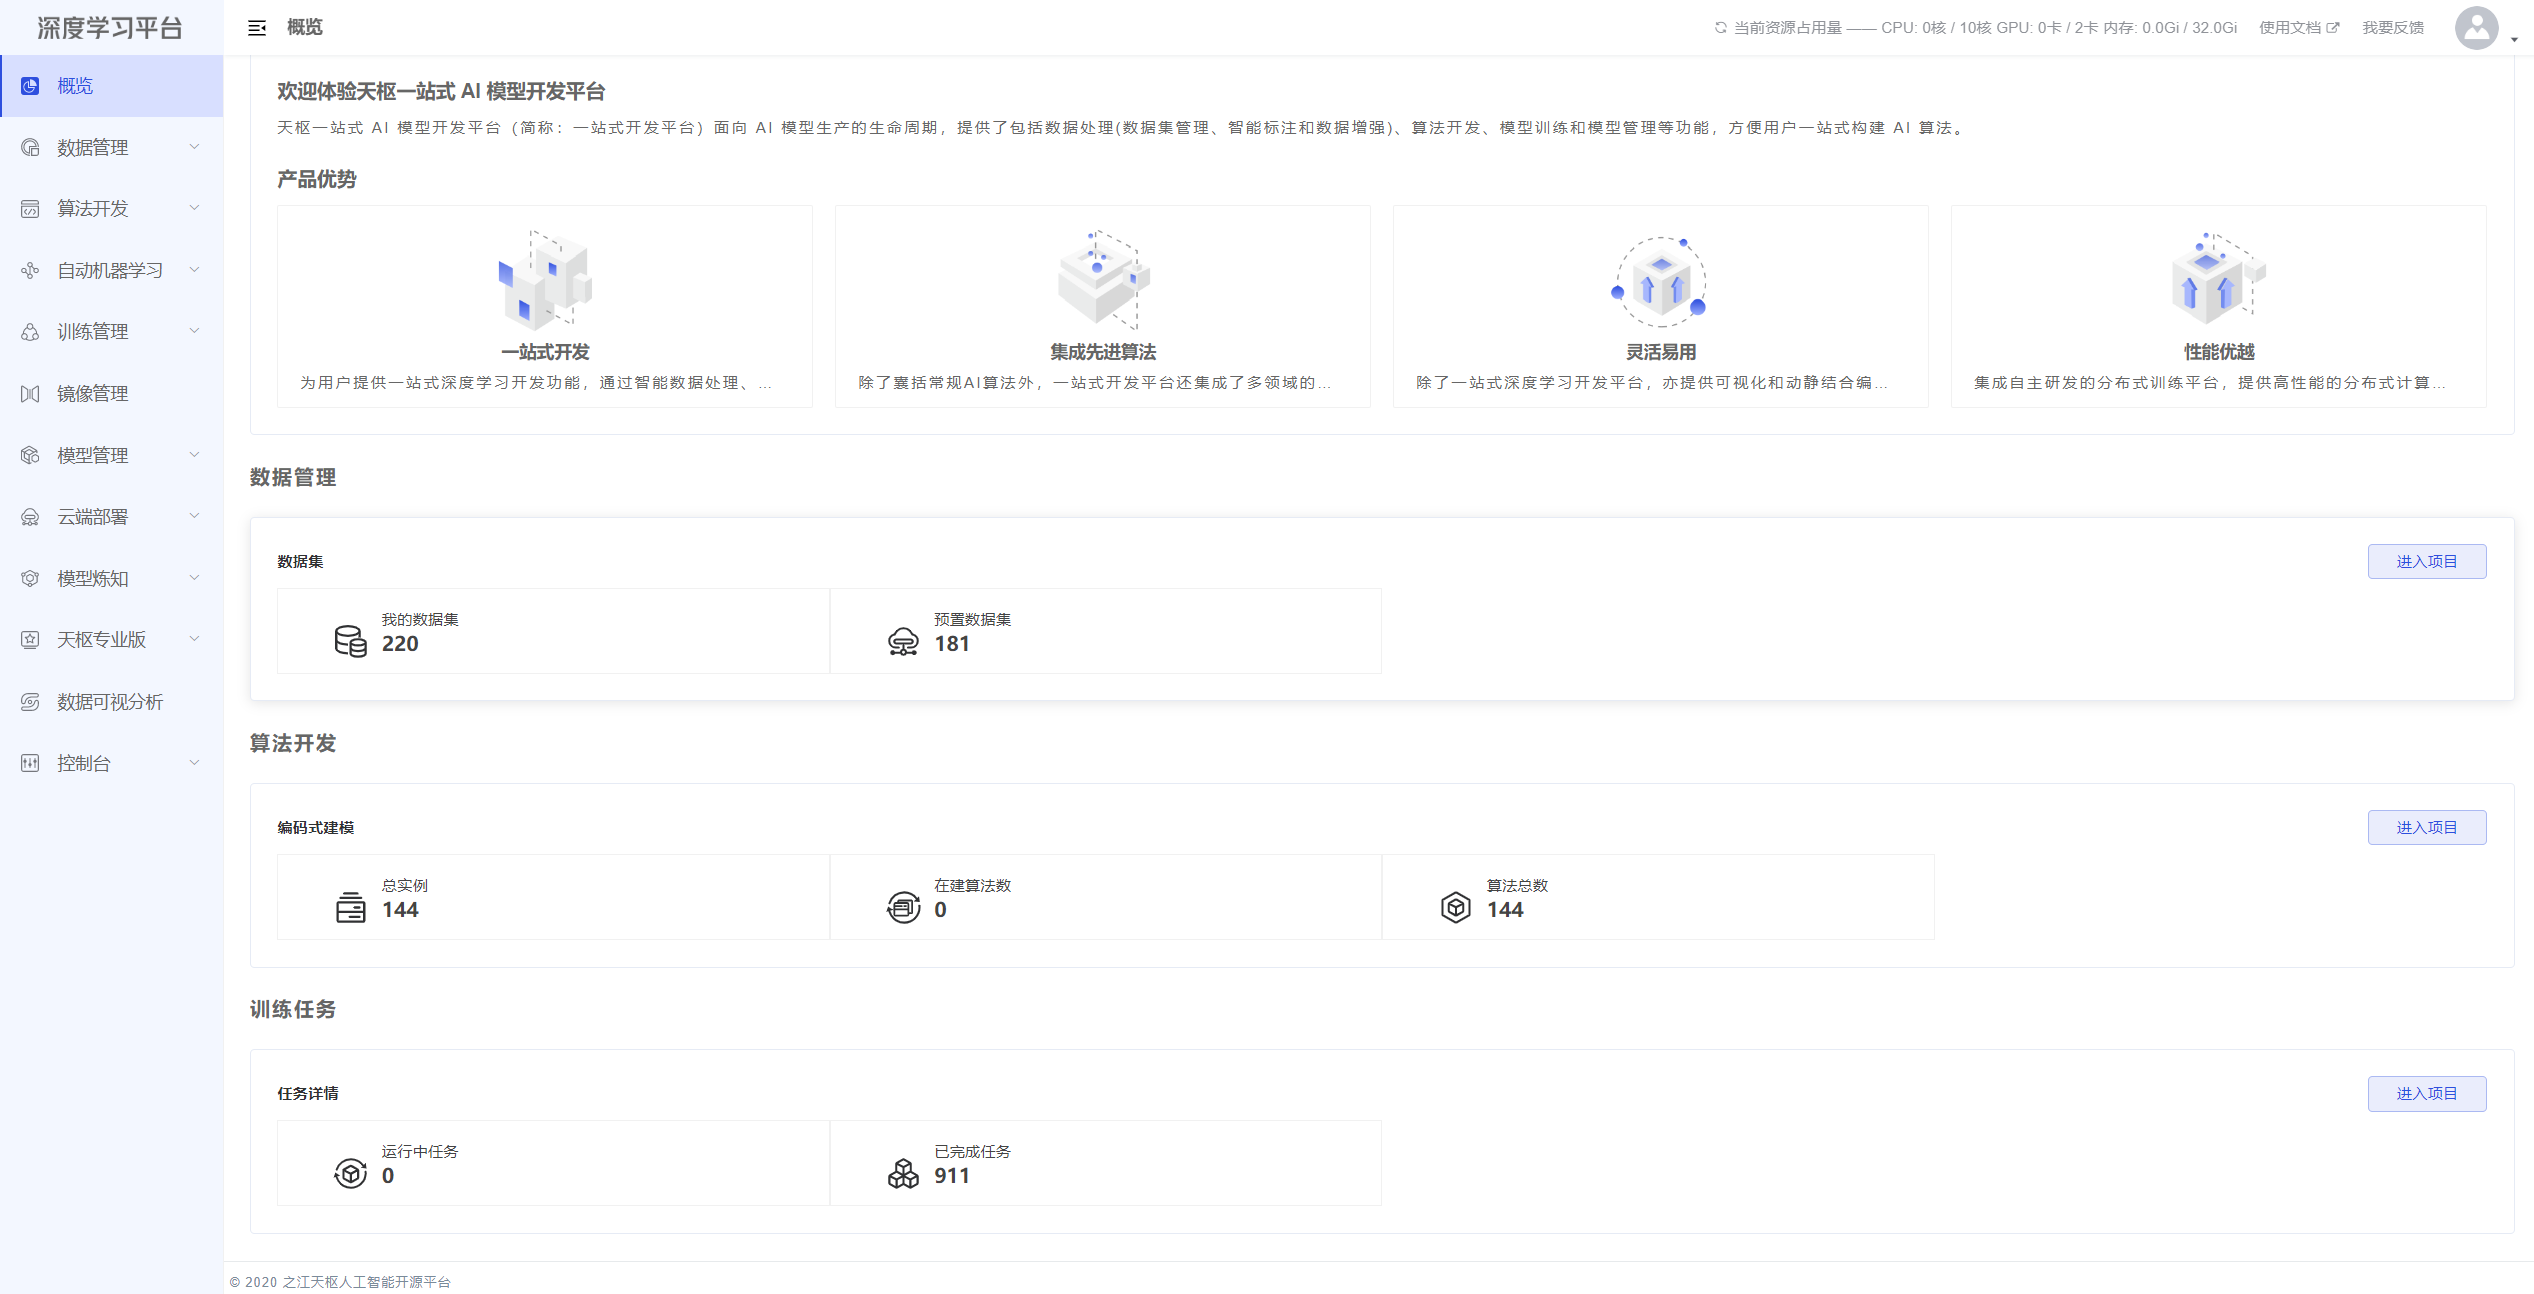 深度学习平台
概览
当前资源占用量 —— CPU: 0核 / 10核 GPU: 0卡 / 2卡 内存: 0.0Gi / 32.0Gi
使用文档
我要反馈
概览
数据管理
算法开发
自动机器学习
训练管理
镜像管理
模型管理
云端部署
模型炼知
天枢专业版
数据可视分析
控制台
欢迎体验天枢一站式 AI 模型开发平台
天枢一站式 AI 模型开发平台（简称：一站式开发平台）面向 AI 模型生产的生命周期，提供了包括数据处理(数据集管理、智能标注和数据增强)、算法开发、模型训练和模型管理等功能，方便用户一站式构建 AI 算法。
产品优势
一站式开发
为用户提供一站式深度学习开发功能，通过智能数据处理、...
集成先进算法
除了囊括常规AI算法外，一站式开发平台还集成了多领域的...
灵活易用
除了一站式深度学习开发平台，亦提供可视化和动静结合编...
性能优越
集成自主研发的分布式训练平台，提供高性能的分布式计算...
数据管理
数据集
进入项目
我的数据集
220
预置数据集
181
算法开发
编码式建模
进入项目
总实例
144
在建算法数
0
算法总数
144
训练任务
任务详情
进入项目
运行中任务
0
已完成任务
911
© 2020 之江天枢人工智能开源平台